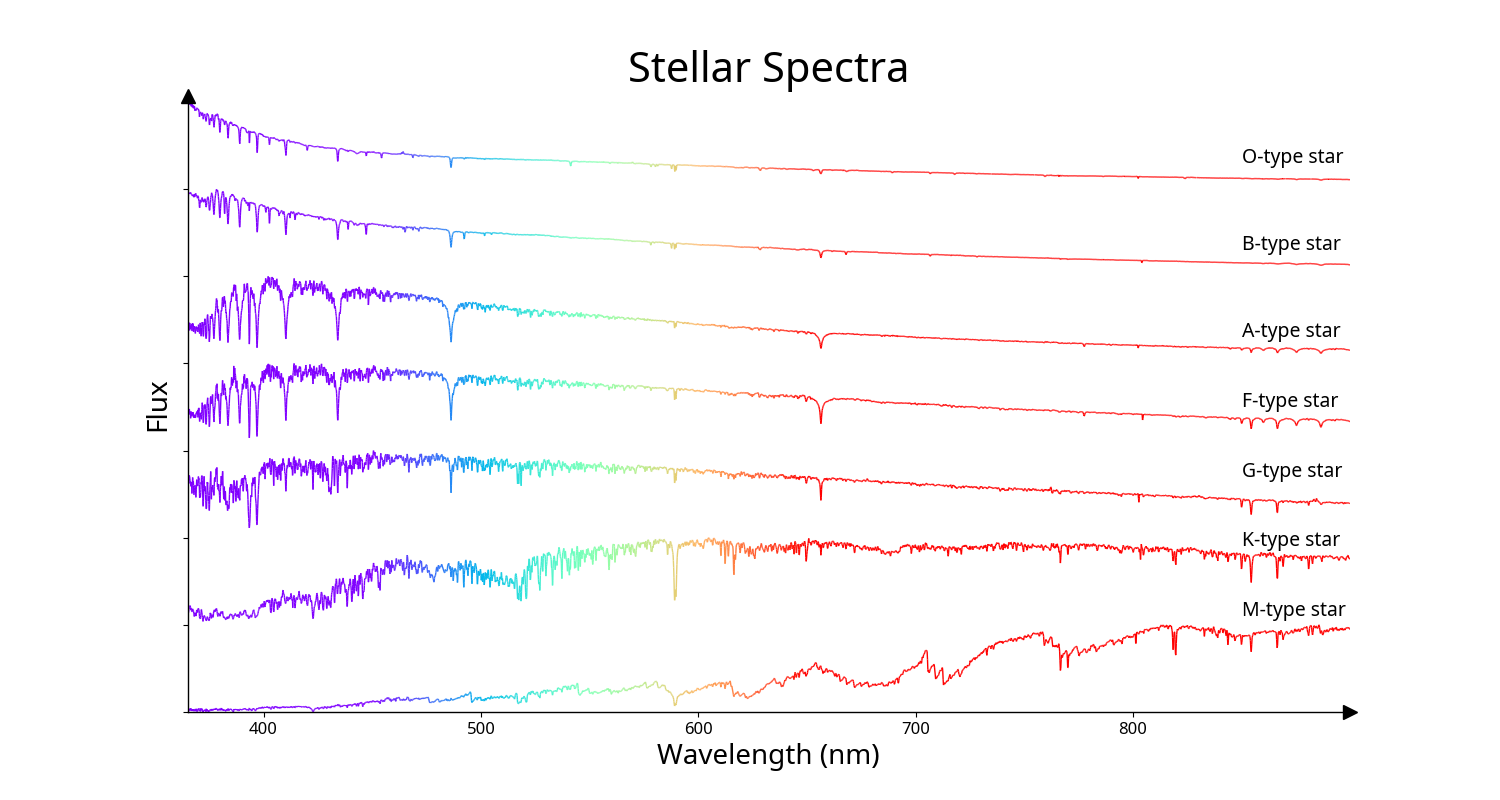 Stellar Spectra
O-type star
B-type star
A-type star
F-type star
Flux
G-type star
K-type star
M-type star
400 500 600 700 800
Wavelength (nm)